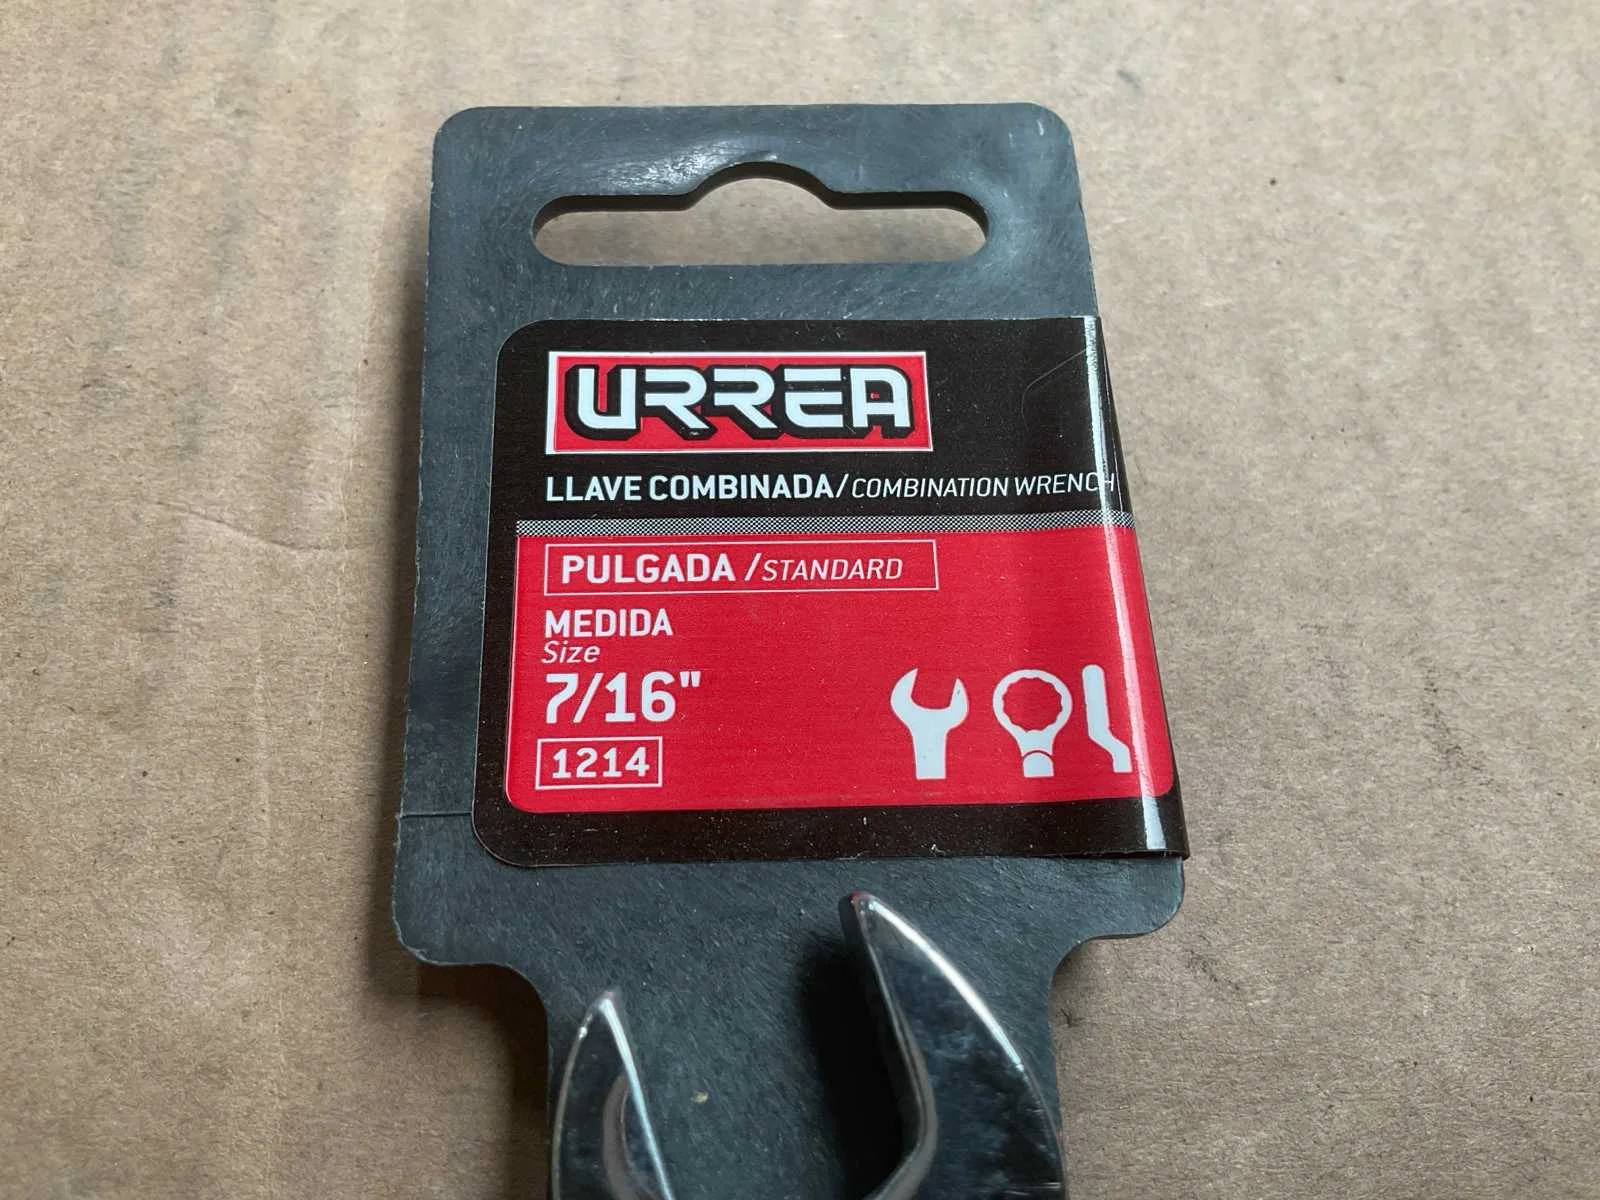 URREA
LLAVE COMBINADA/COMBINATION WRENCH
PULGADA /STANDARD
MEDIDA
Size
7/16"
1214